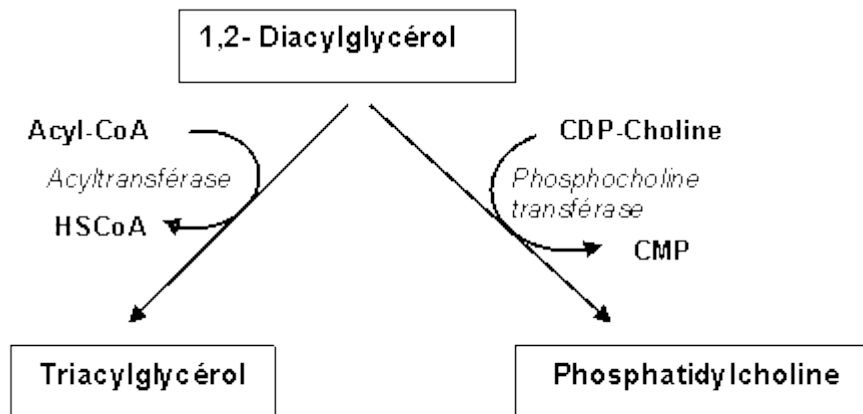 1,2- Diacylglycérol
Acyl-CoA
CDP-Choline
Acyltransférase
Phosphocholine
transférase
HSCoA
CMP
Triacylglycérol
Phosphatidylcholine